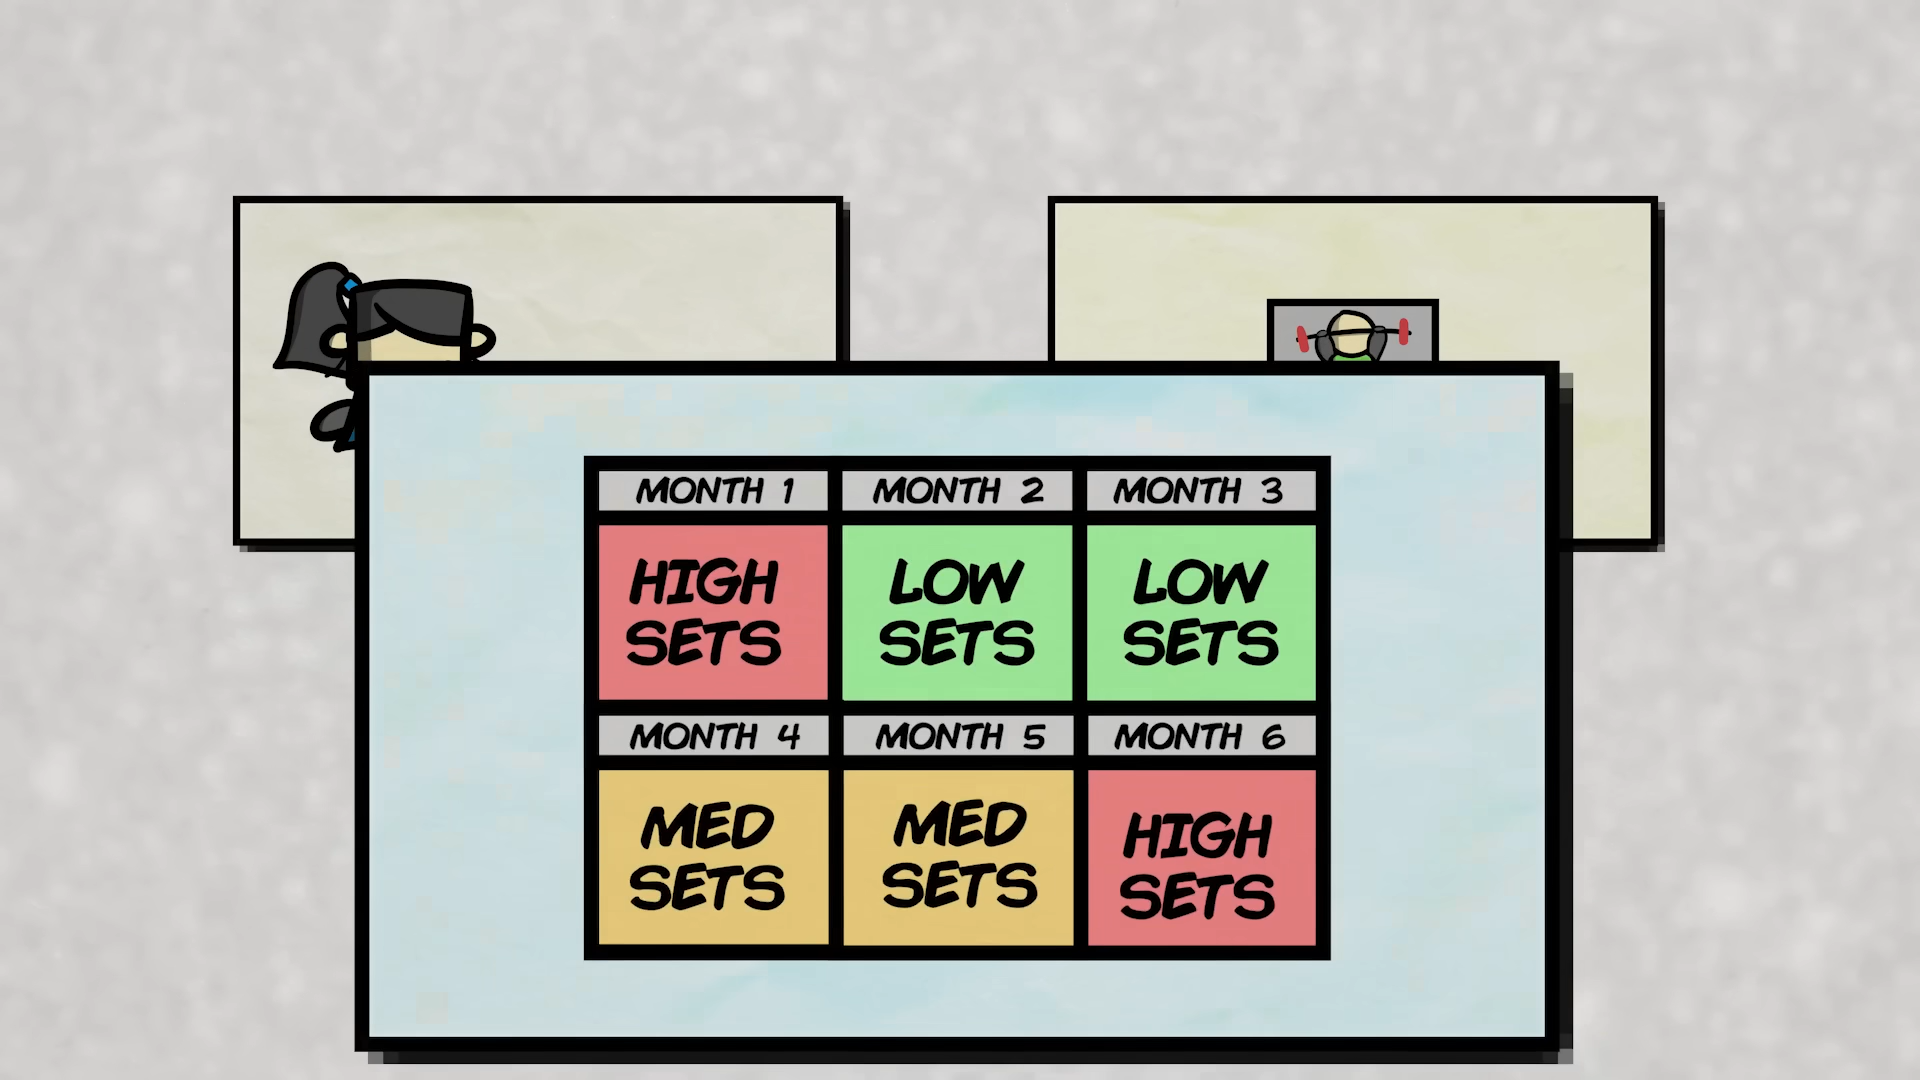 MONTH 1
MONTH 2
MONTH 3
HIGH
SETS
LOW
SETS
LOW
SETS
MONTH 4
MONTH 5
MONTH 6
MED
SETS
MED
SETS
HIGH
SETS